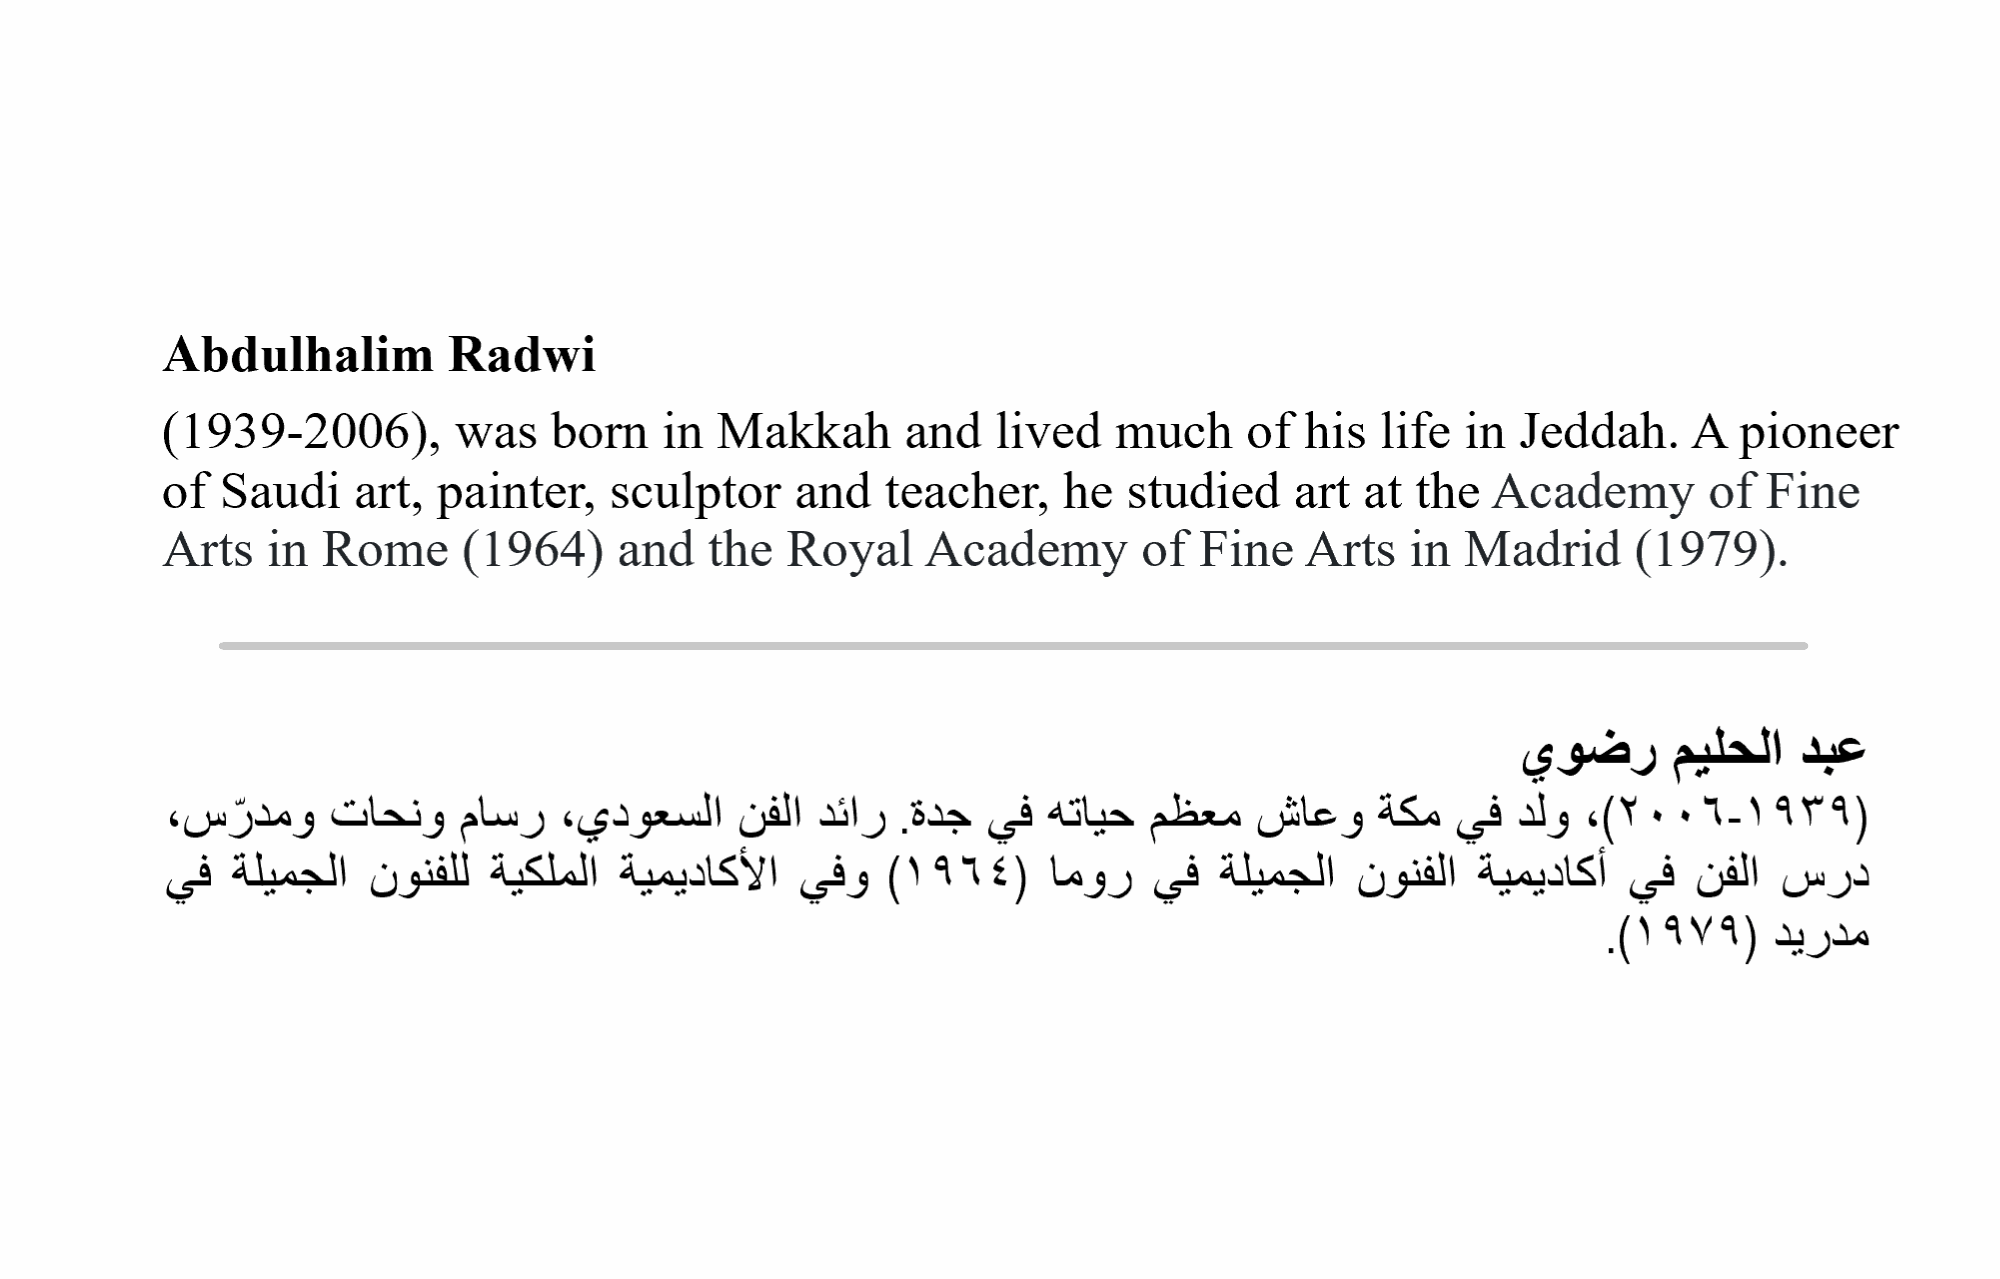 Abdulhalim Radwi
(1939-2006), was born in Makkah and lived much of his life in Jeddah. A pioneer
of Saudi art, painter, sculptor and teacher, he studied art at the Academy of Fine
Arts in Rome (1964) and the Royal Academy of Fine Arts in Madrid (1979).
عبد الحليم رضوي
(١٩٣٩-٢٠٠٦)، ولد في مكة وعاش معظم حياته في جدة. رائد الفن السعودي، رسام ونحات ومدرّس،
درس الفن في أكاديمية الفنون الجميلة في روما (١٩٦٤) وفي الأكاديمية الملكية للفنون الجميلة في
مدريد (١٩٧٩).